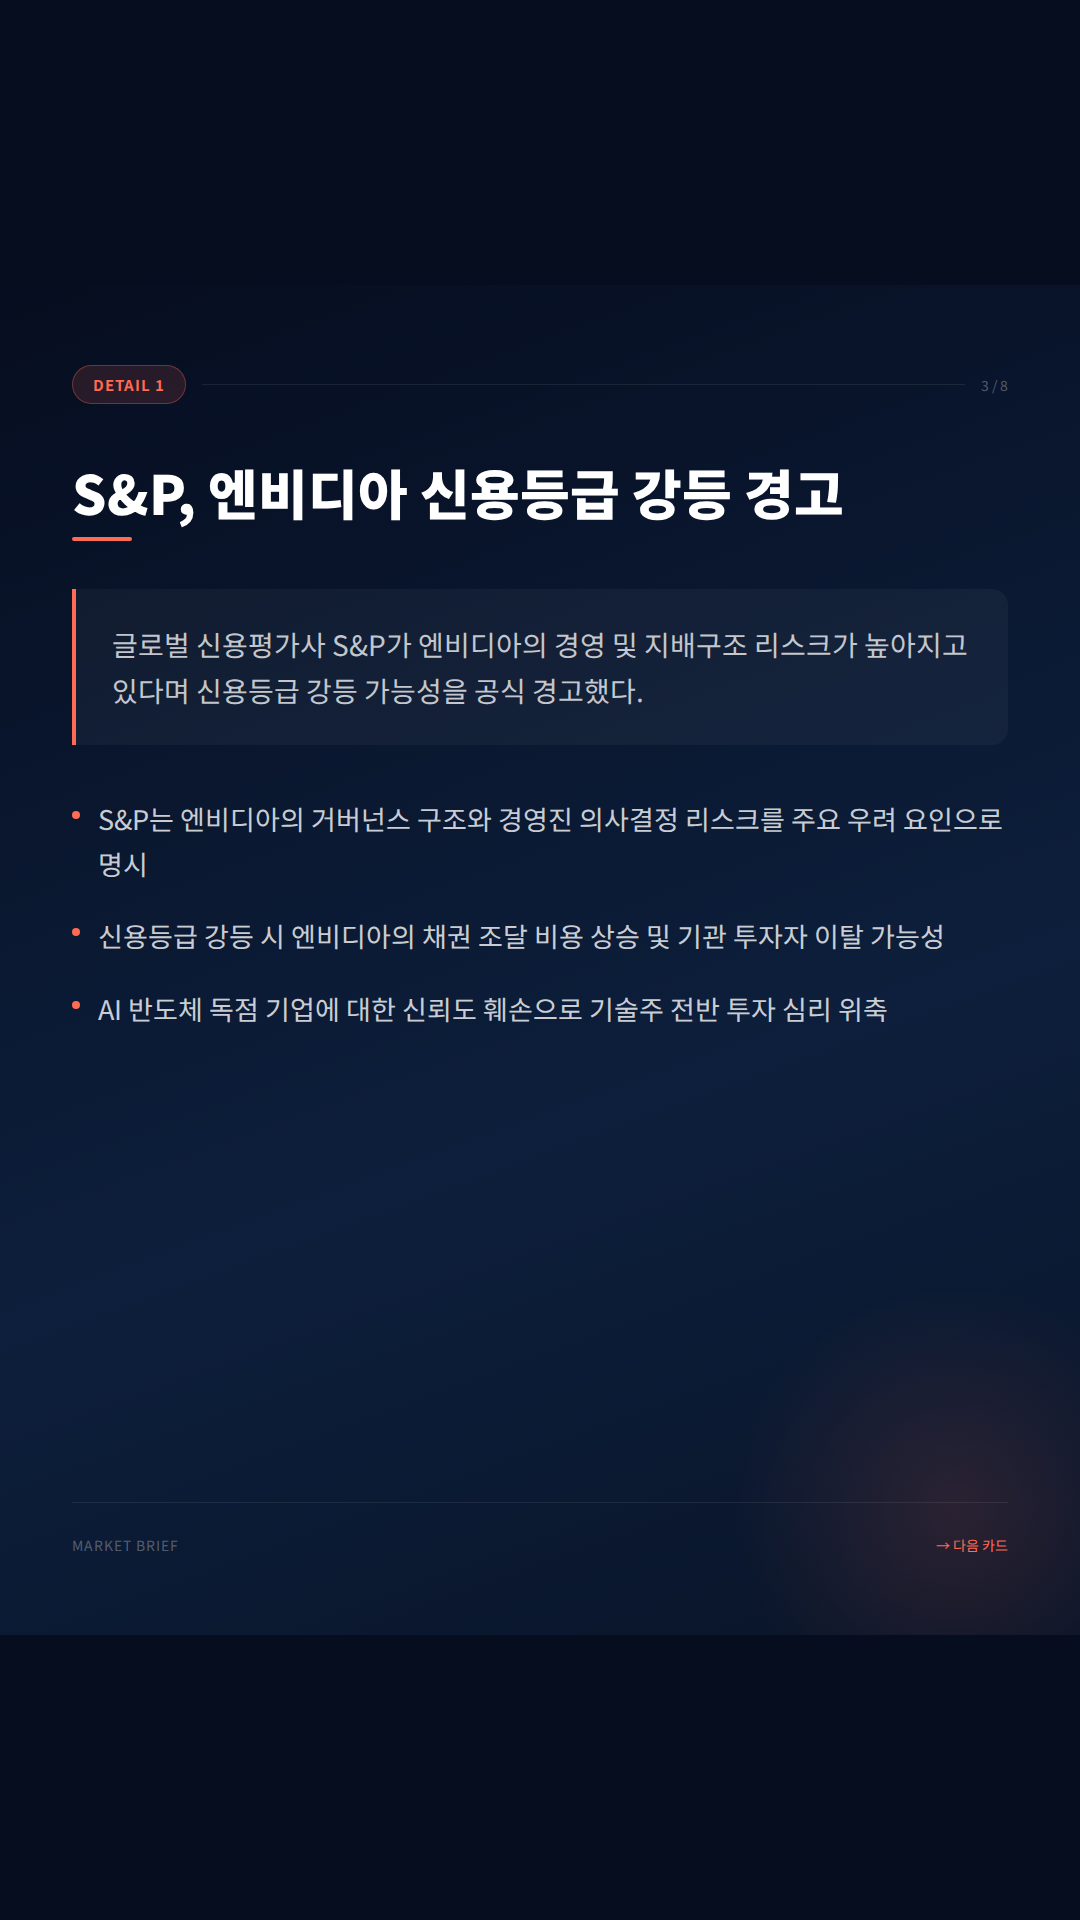 DETAIL 1
3 / 8
S&P, 엔비디아 신용등급 강등 경고
글로벌 신용평가사 S&P가 엔비디아의 경영 및 지배구조 리스크가 높아지고
있다며 신용등급 강등 가능성을 공식 경고했다.
• S&P는 엔비디아의 거버넌스 구조와 경영진 의사결정 리스크를 주요 우려 요인으로
명시
• 신용등급 강등 시 엔비디아의 채권 조달 비용 상승 및 기관 투자자 이탈 가능성
• AI 반도체 독점 기업에 대한 신뢰도 훼손으로 기술주 전반 투자 심리 위축
MARKET BRIEF
→ 다음 카드